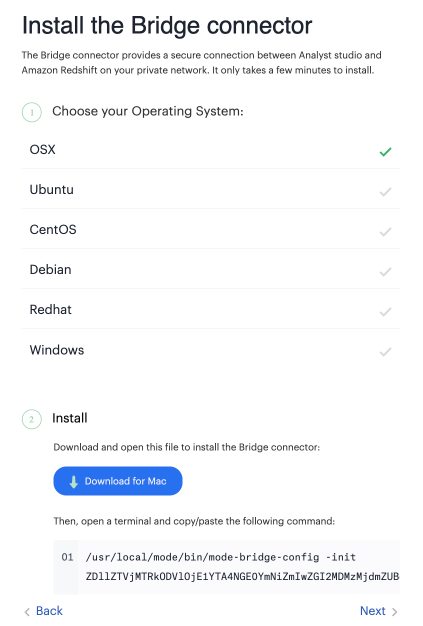 Install the Bridge connector
The Bridge connector provides a secure connection between Analyst studio and
Amazon Redshift on your private network. It only takes a few minutes to install.
1 Choose your Operating System:
OSX
Ubuntu
CentOS
Debian
Redhat
Windows
2 Install
Download and open this file to install the Bridge connector:
Download for Mac
Then, open a terminal and copy/paste the following command:
01 /usr/local/mode/bin/mode-bridge-config -init
ZDllZTVjMTRkODVlOjE1YTA4NGE0YmNiZmIwZGI2MDMzMjdmZUB
Back Next